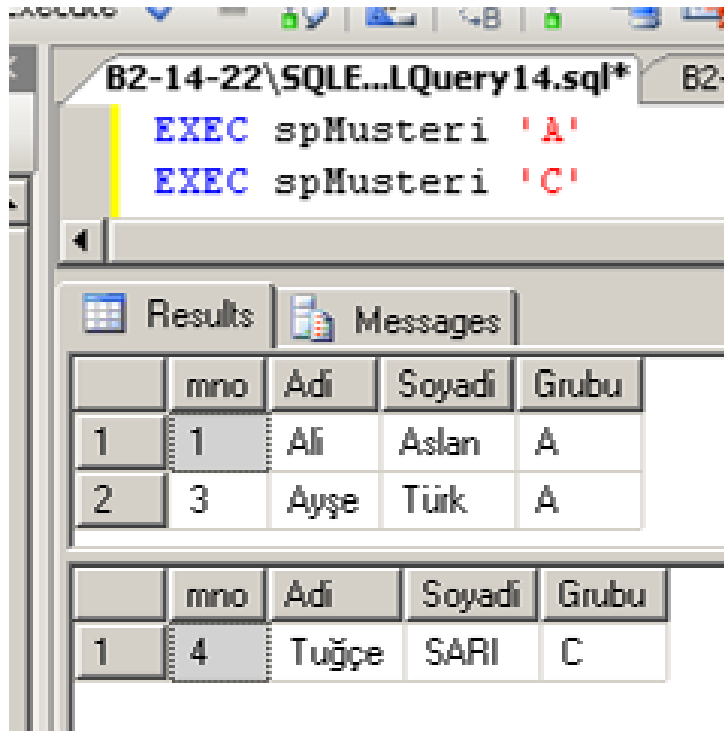 B2-14-22\SQLE...LQuery14.sql* B2-
EXEC spMusteri 'A'
EXEC spMusteri 'C'
Results Messages
mno Adi Soyadi Grubu
1 1 Ali Aslan A
2 3 Ayşe Türk A
mno Adi Soyadi Grubu
1 4 Tuğçe SARI C